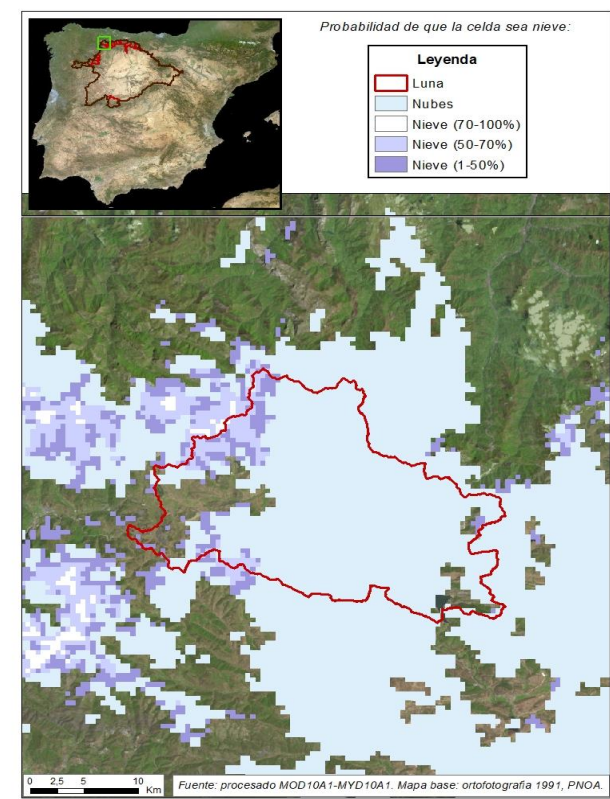 Probabilidad de que la celda sea nieve:
Leyenda
Luna
Nubes
Nieve (70-100%)
Nieve (50-70%)
Nieve (1-50%)
0 2,5 5 10
Km
Fuente: procesado MOD10A1-MYD10A1. Mapa base: ortofotografia 1991, PNOA.